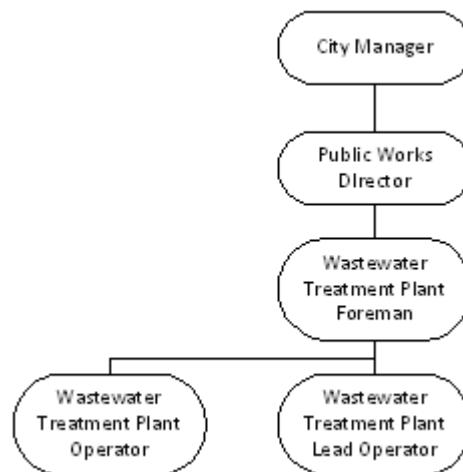 City Manager
Public Works
DIrector
Wastewater
Treatment Plant
Foreman
Wastewater
Treatment Plant
Operator
Wastewater
Treatment Plant
Lead Operator